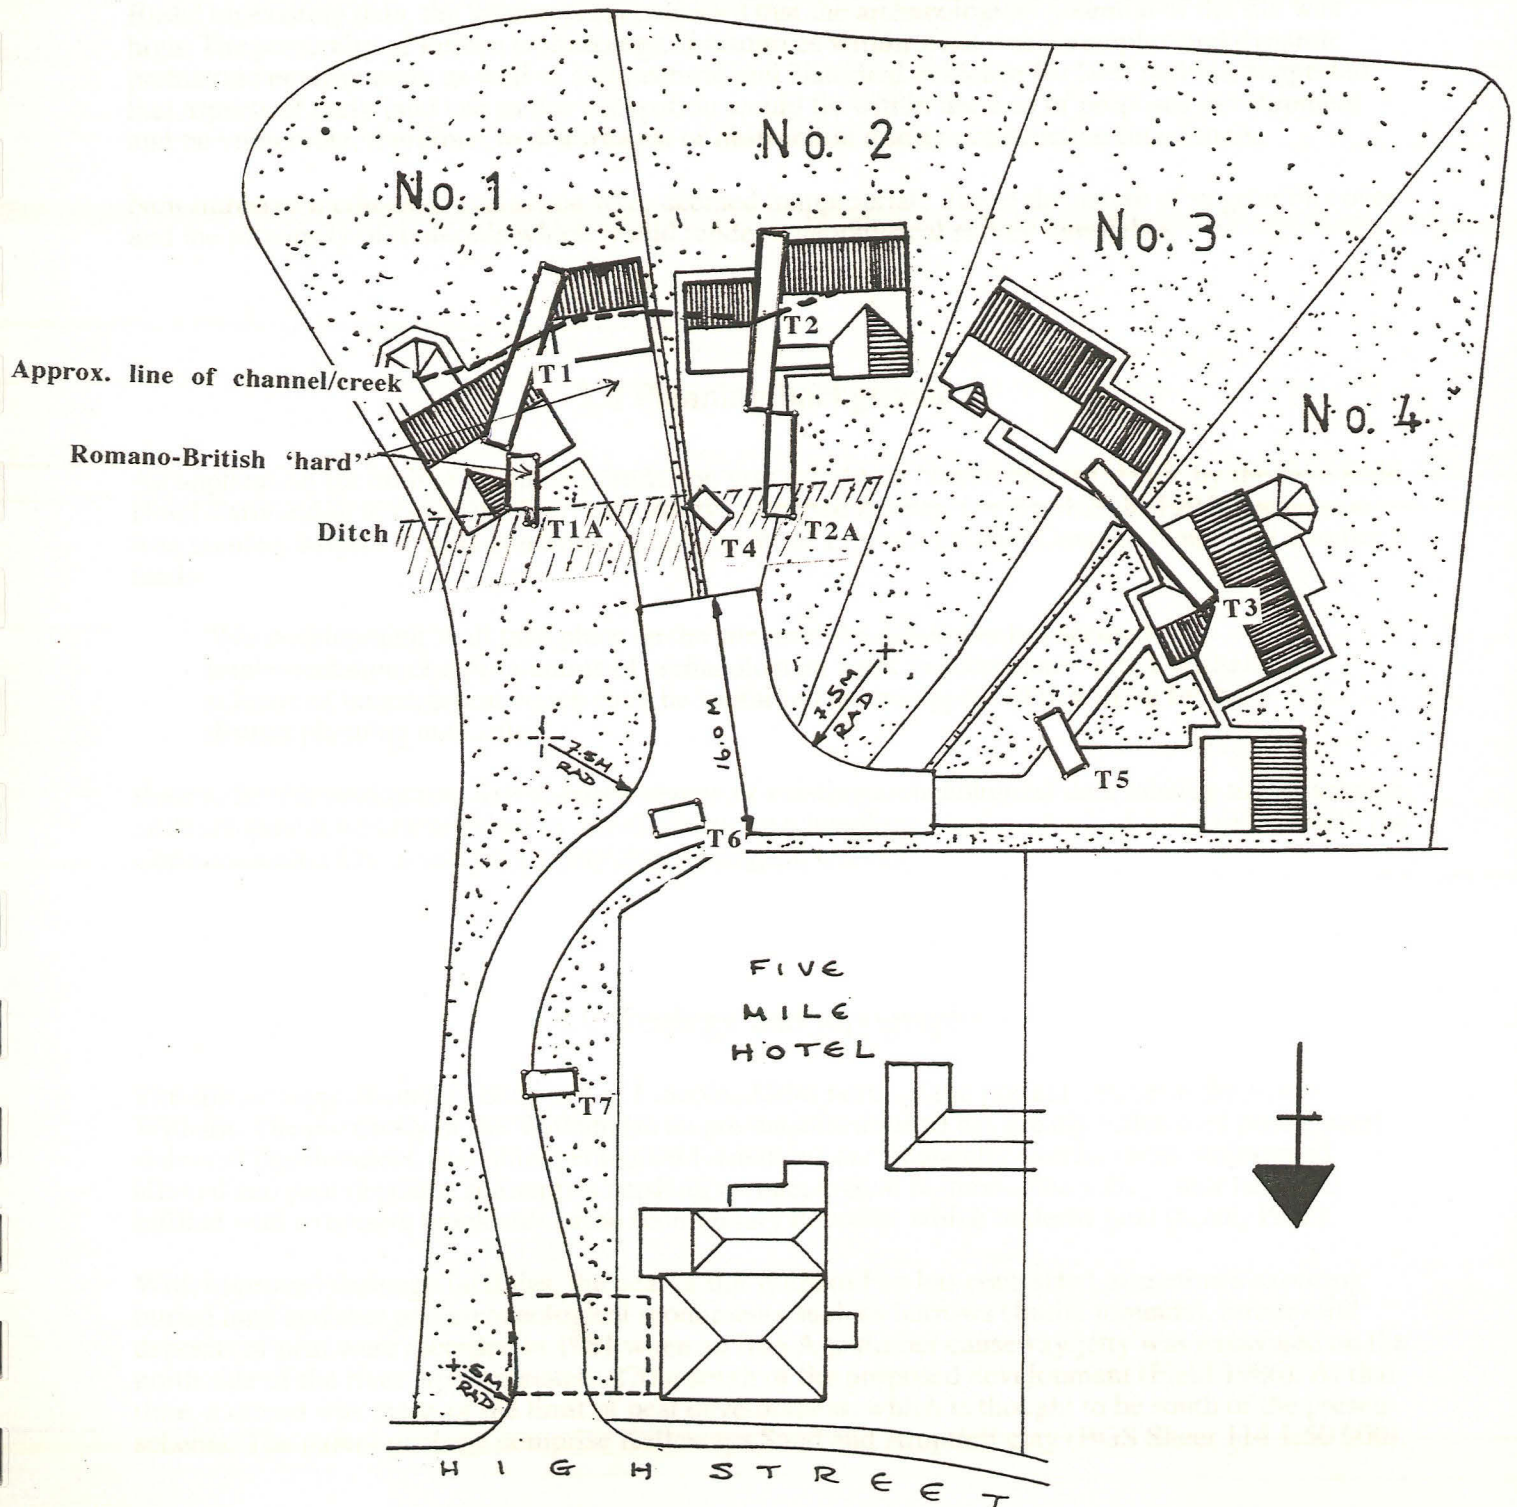 No. 1
No. 2
No. 3
No. 4
T2
Approx. line of channel/creek
T1
Romano-British ‘hard’
Ditch
T1A
T4
T2A
T3
7.5M
RAD
16.0 M
7.5M
RAD
T5
T6
FIVE
MILE
HOTEL
T7
RAD
HIGH STREET